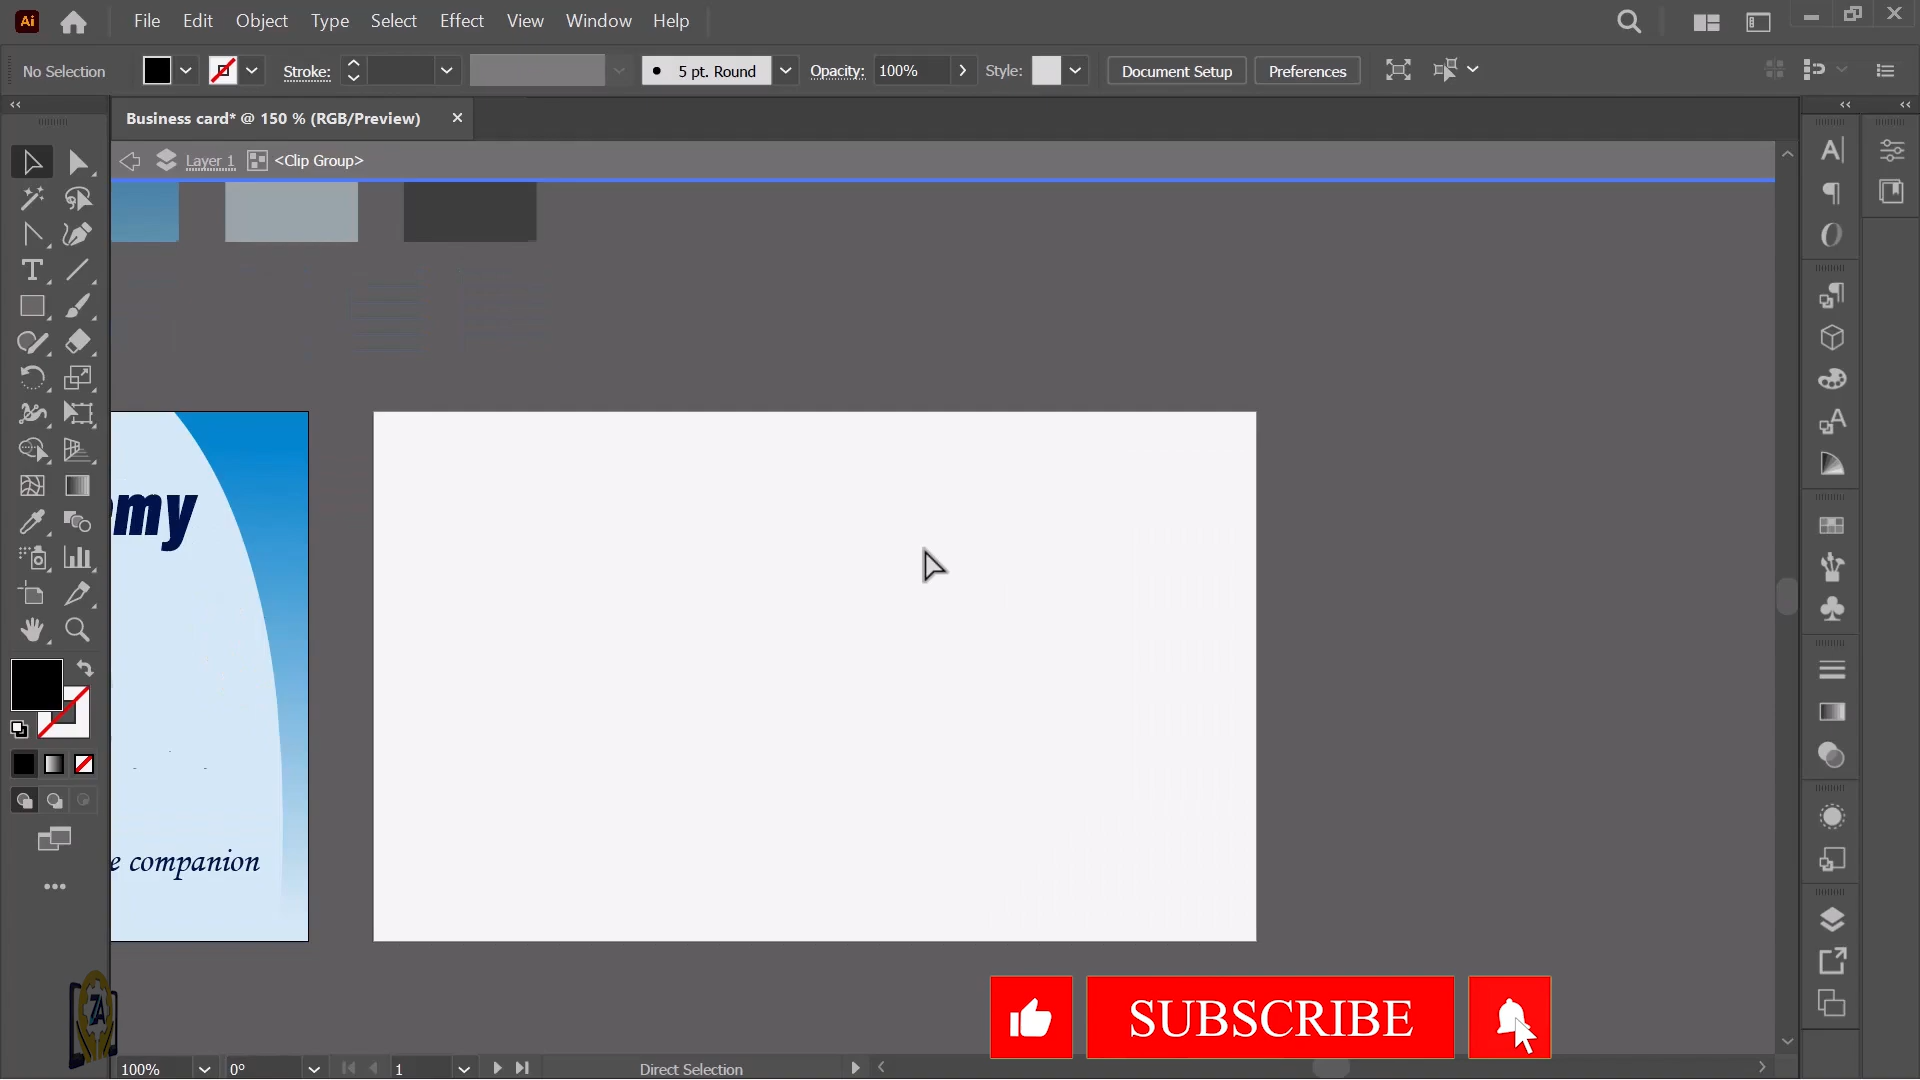 Ai File Edit Object Type Select Effect View Window Help
No Selection Stroke: 5 pt. Round Opacity: 100% Style: Document Setup Preferences
Business card* @ 150 % (RGB/Preview)
Layer 1 <Clip Group>
my
e companion
ZA
SUBSCRIBE
100% 0° 1 Direct Selection